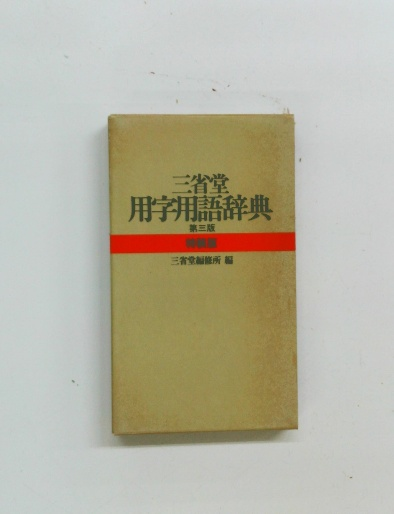 三省堂
用字用語辞典
第三版
三省堂編修所 編